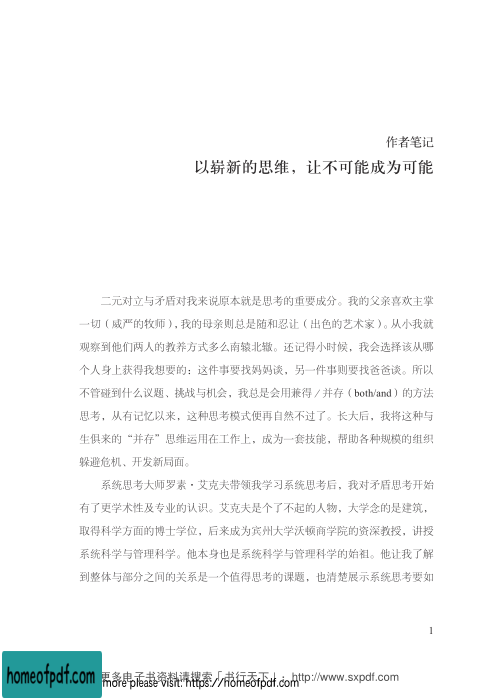 作者笔记
以崭新的思维，让不可能成为可能
二元对立与矛盾对我来说原本就是思考的重要成分。我的父亲喜欢主掌
一切（威严的牧师），我的母亲则总是随和忍让（出色的艺术家）。从小我就
观察到他们两人的教养方式多么南辕北辙。还记得小时候，我会选择该从哪
个人身上获得我想要的：这件事要找妈妈谈，另一件事则要找爸爸谈。所以
不管碰到什么议题、挑战与机会，我总是会用兼得 / 并存（both/and）的方法
思考，从有记忆以来，这种思考模式便再自然不过了。长大后，我将这种与
生俱来的“并存”思维运用在工作上，成为一套技能，帮助各种规模的组织
躲避危机、开发新局面。
系统思考大师罗素·艾克夫带领我学习系统思考后，我对矛盾思考开始
有了更学术性及专业的认识。艾克夫是个了不起的人物，大学念的是建筑，
取得科学方面的博士学位，后来成为宾州大学沃顿商学院的资深教授，讲授
系统科学与管理科学。他本身也是系统科学与管理科学的始祖。他让我了解
到整体与部分之间的关系是一个值得思考的课题，也清楚展示系统思考要如
1
更多电子书资料请搜索「书行天下」：http://www.sxpdf.com
more please visit: https://homeofpdf.com
homeofpdf.com